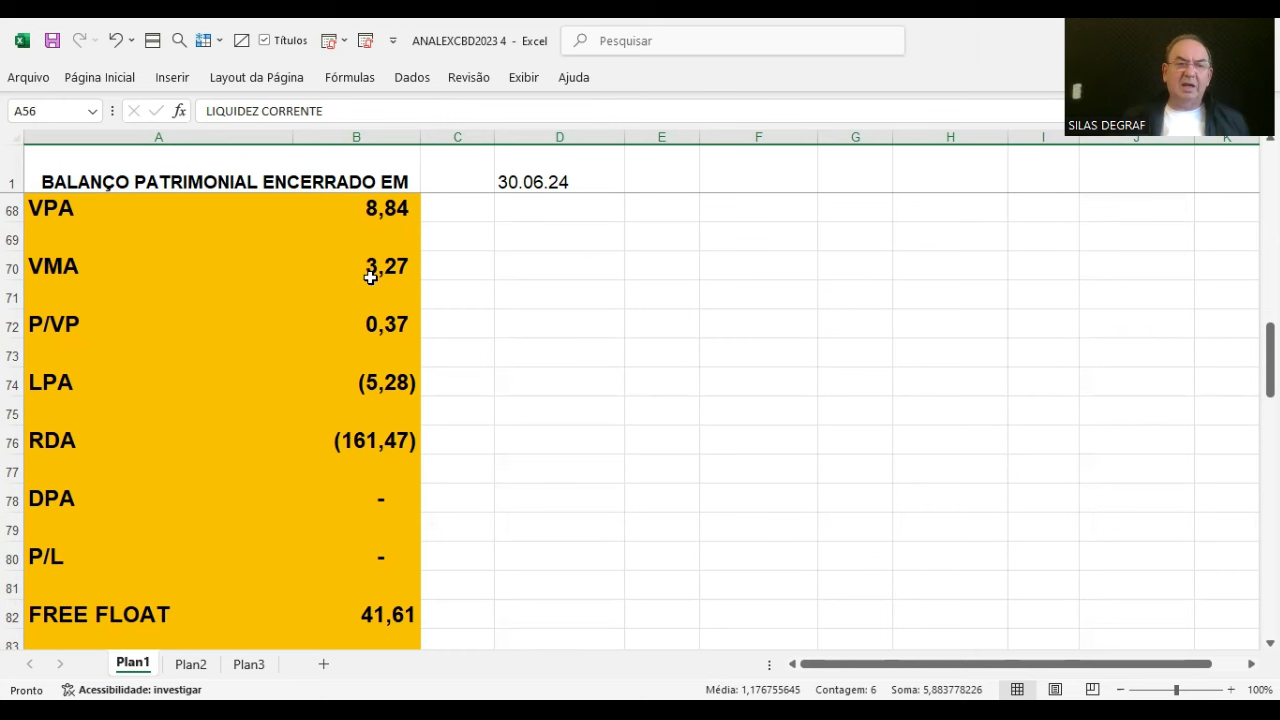 Títulos
ANALEXCBD2023 4 - Excel
Pesquisar
Arquivo Página Inicial Inserir Layout da Página Fórmulas Dados Revisão Exibir Ajuda
SILAS DEGRAF
A56 fx LIQUIDEZ CORRENTE
A B C D E F G H I J K
1 BALANÇO PATRIMONIAL ENCERRADO EM 30.06.24
68 VPA 8,84
69
70 VMA 3,27
71
72 P/VP 0,37
73
74 LPA (5,28)
75
76 RDA (161,47)
77
78 DPA -
79
80 P/L -
81
82 FREE FLOAT 41,61
83
Plan1 Plan2 Plan3
Pronto Acessibilidade: investigar Média: 1,176755645 Contagem: 6 Soma: 5,883778226 100%